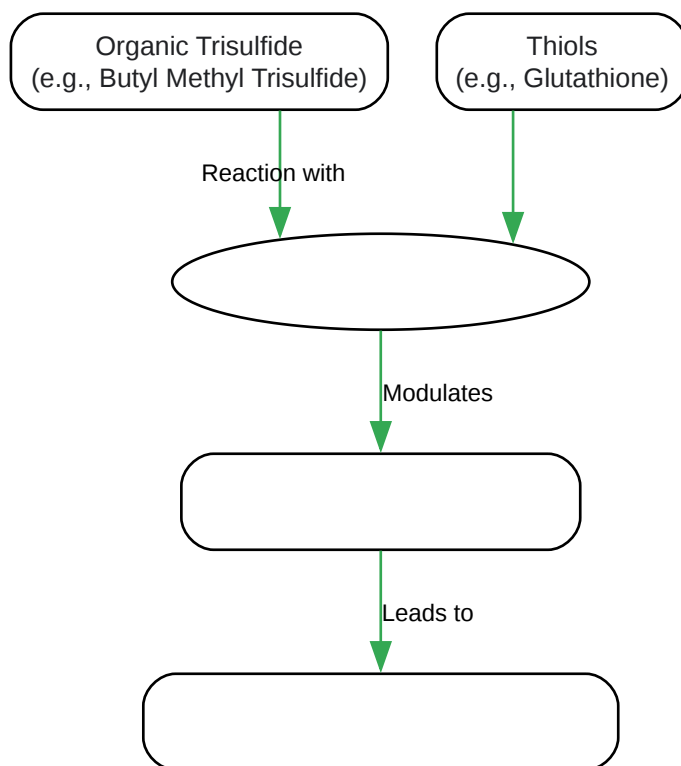 Organic Trisulfide
(e.g., Butyl Methyl Trisulfide)
Thiols
(e.g., Glutathione)
Reaction with
Modulates
Leads to